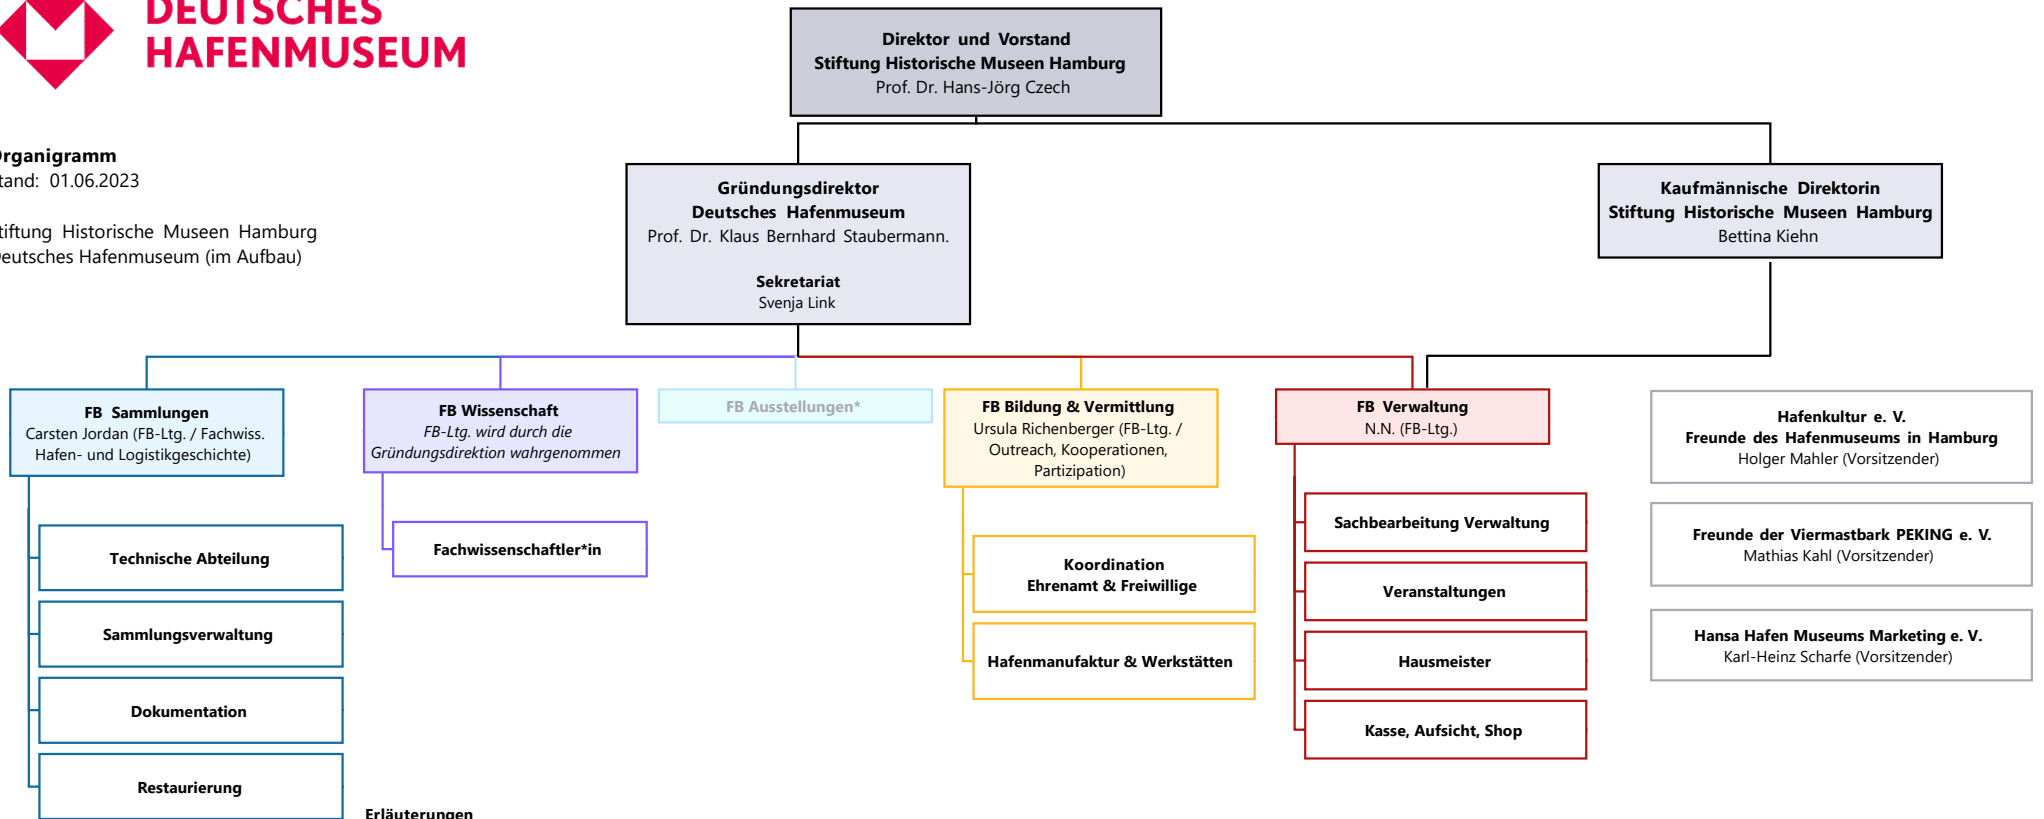 DEUTSCHES
HAFENMUSEUM
Organigramm
Stand: 01.06.2023
Stiftung Historische Museen Hamburg
Deutsches Hafenmuseum (im Aufbau)
Direktor und Vorstand
Stiftung Historische Museen Hamburg
Prof. Dr. Hans-Jörg Czech
Gründungsdirektor
Deutsches Hafenmuseum
Prof. Dr. Klaus Bernhard Staubermann.
Sekretariat
Svenja Link
Kaufmännische Direktorin
Stiftung Historische Museen Hamburg
Bettina Kiehn
FB Sammlungen
Carsten Jordan (FB-Ltg. / Fachwiss.
Hafen- und Logistikgeschichte)
Technische Abteilung
Sammlungsverwaltung
Dokumentation
Restaurierung
FB Wissenschaft
FB-Ltg. wird durch die
Gründungsdirektion wahrgenommen
Fachwissenschaftler*in
FB Ausstellungen*
FB Bildung & Vermittlung
Ursula Richenberger (FB-Ltg. /
Outreach, Kooperationen,
Partizipation)
Koordination
Ehrenamt & Freiwillige
Hafenmanufaktur & Werkstätten
FB Verwaltung
N.N. (FB-Ltg.)
Sachbearbeitung Verwaltung
Veranstaltungen
Hausmeister
Kasse, Aufsicht, Shop
Hafenkultur e. V.
Freunde des Hafenmuseums in Hamburg
Holger Mahler (Vorsitzender)
Freunde der Viermastbark PEKING e. V.
Mathias Kahl (Vorsitzender)
Hansa Hafen Museums Marketing e. V.
Karl-Heinz Scharfe (Vorsitzender)
Erläuterungen